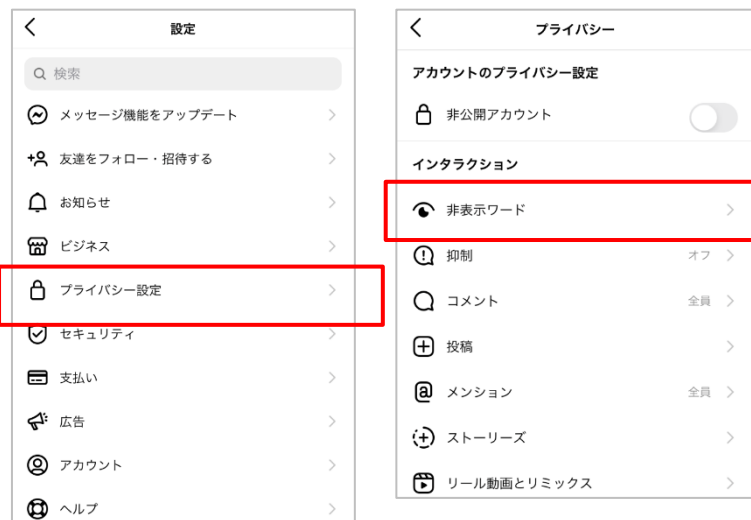 設定
検索
メッセージ機能をアップデート
友達をフォロー・招待する
お知らせ
ビジネス
プライバシー設定
セキュリティ
支払い
広告
アカウント
ヘルプ
プライバシー
アカウントのプライバシー設定
非公開アカウント
インタラクション
非表示ワード
抑制 オフ
コメント 全員
投稿
メンション 全員
ストーリーズ
リール動画とリミックス